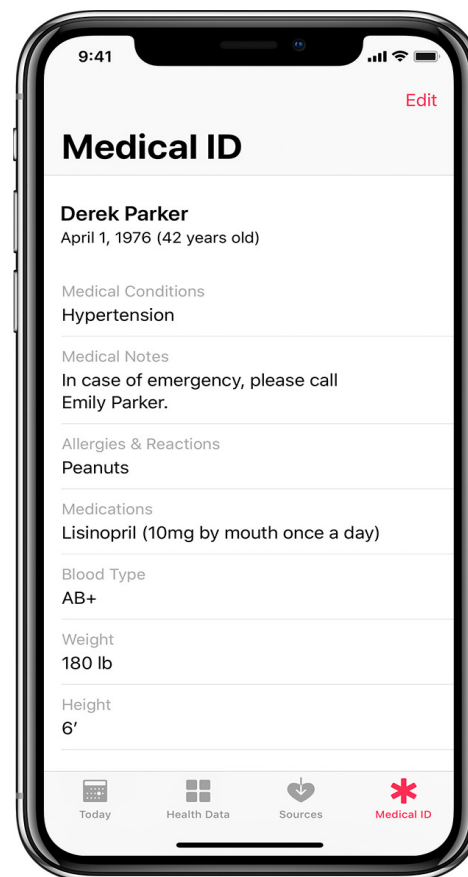 9:41
Edit
Medical ID
Derek Parker
April 1, 1976 (42 years old)
Medical Conditions
Hypertension
Medical Notes
In case of emergency, please call
Emily Parker.
Allergies & Reactions
Peanuts
Medications
Lisinopril (10mg by mouth once a day)
Blood Type
AB+
Weight
180 lb
Height
6′
Today
Health Data
Sources
Medical ID